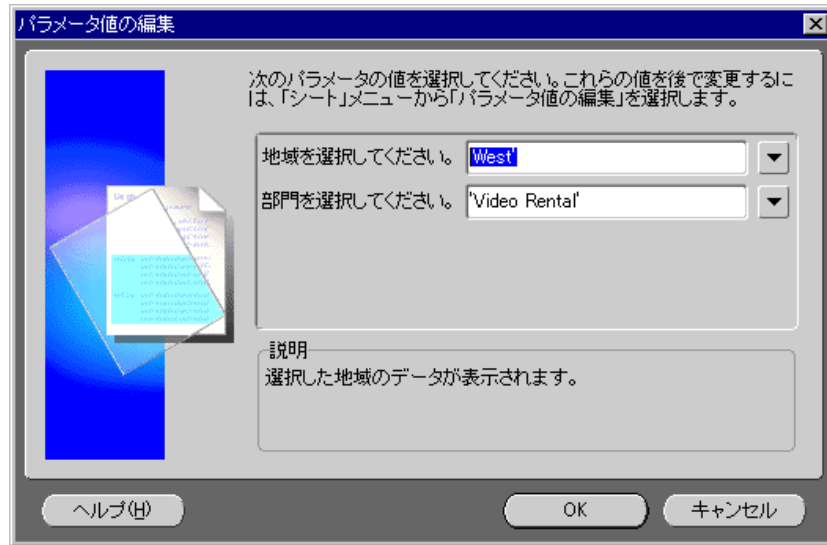 パラメータ値の編集
次のパラメータの値を選択してください。これらの値を後で変更するに
は、「シート」メニューから「パラメータ値の編集」を選択します。
地域を選択してください。 'West'
部門を選択してください。 'Video Rental'
説明
選択した地域のデータが表示されます。
ヘルプ(H) OK キャンセル